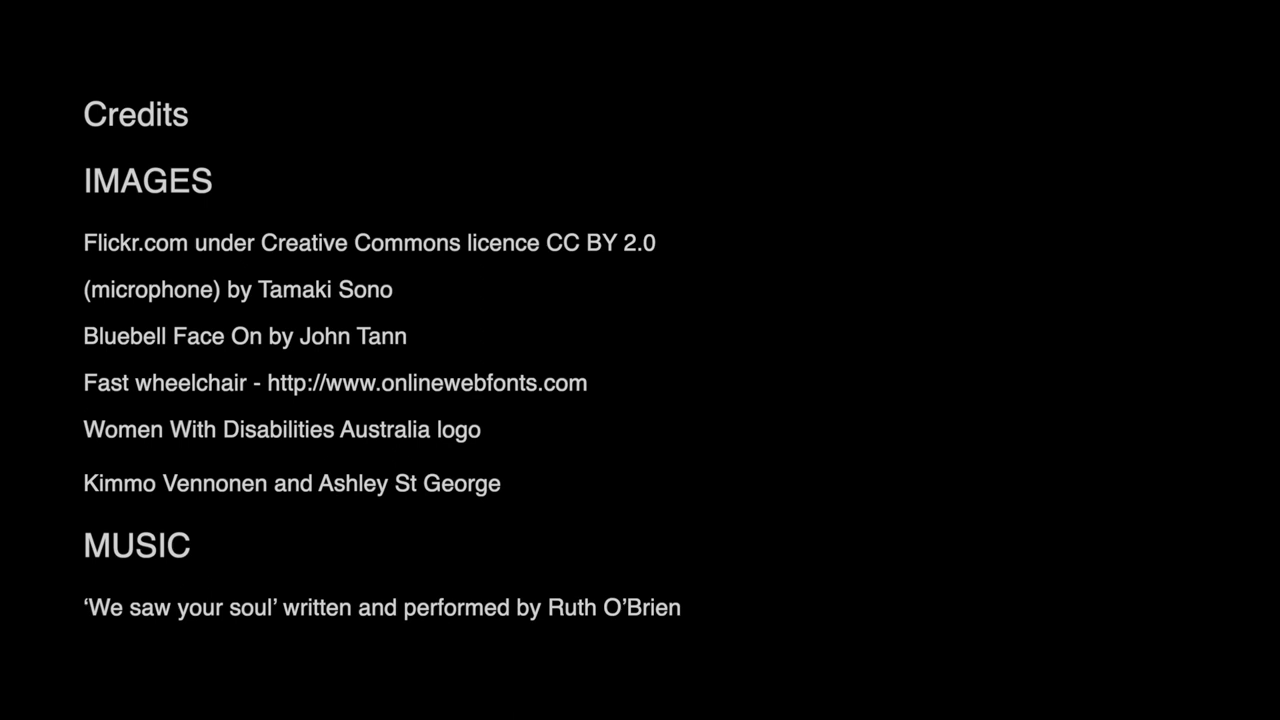 Credits
IMAGES
Flickr.com under Creative Commons licence CC BY 2.0
(microphone) by Tamaki Sono
Bluebell Face On by John Tann
Fast wheelchair - http://www.onlinewebfonts.com
Women With Disabilities Australia logo
Kimmo Vennonen and Ashley St George
MUSIC
‘We saw your soul’ written and performed by Ruth O’Brien